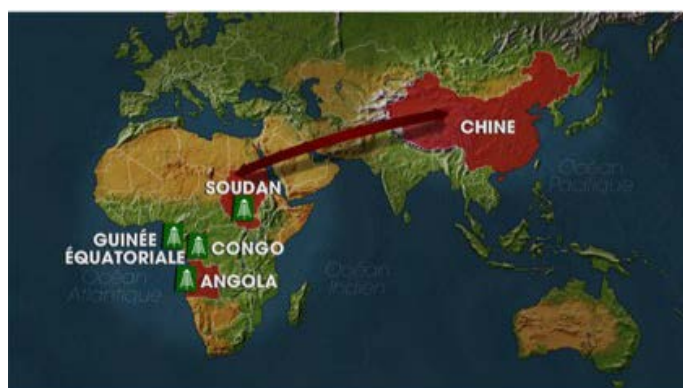 CHINE
Océan
Pacifique
SOUDAN
GUINÉE
ÉQUATORIALE
CONGO
ANGOLA
Océan
Atlantique
Océan
Indien